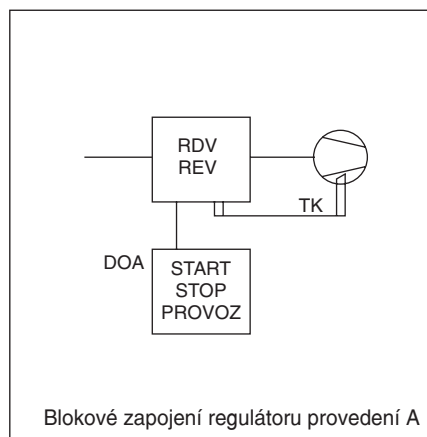 RDV
REV
TK
DOA
START
STOP
PROVOZ
Blokové zapojení regulátoru provedení A